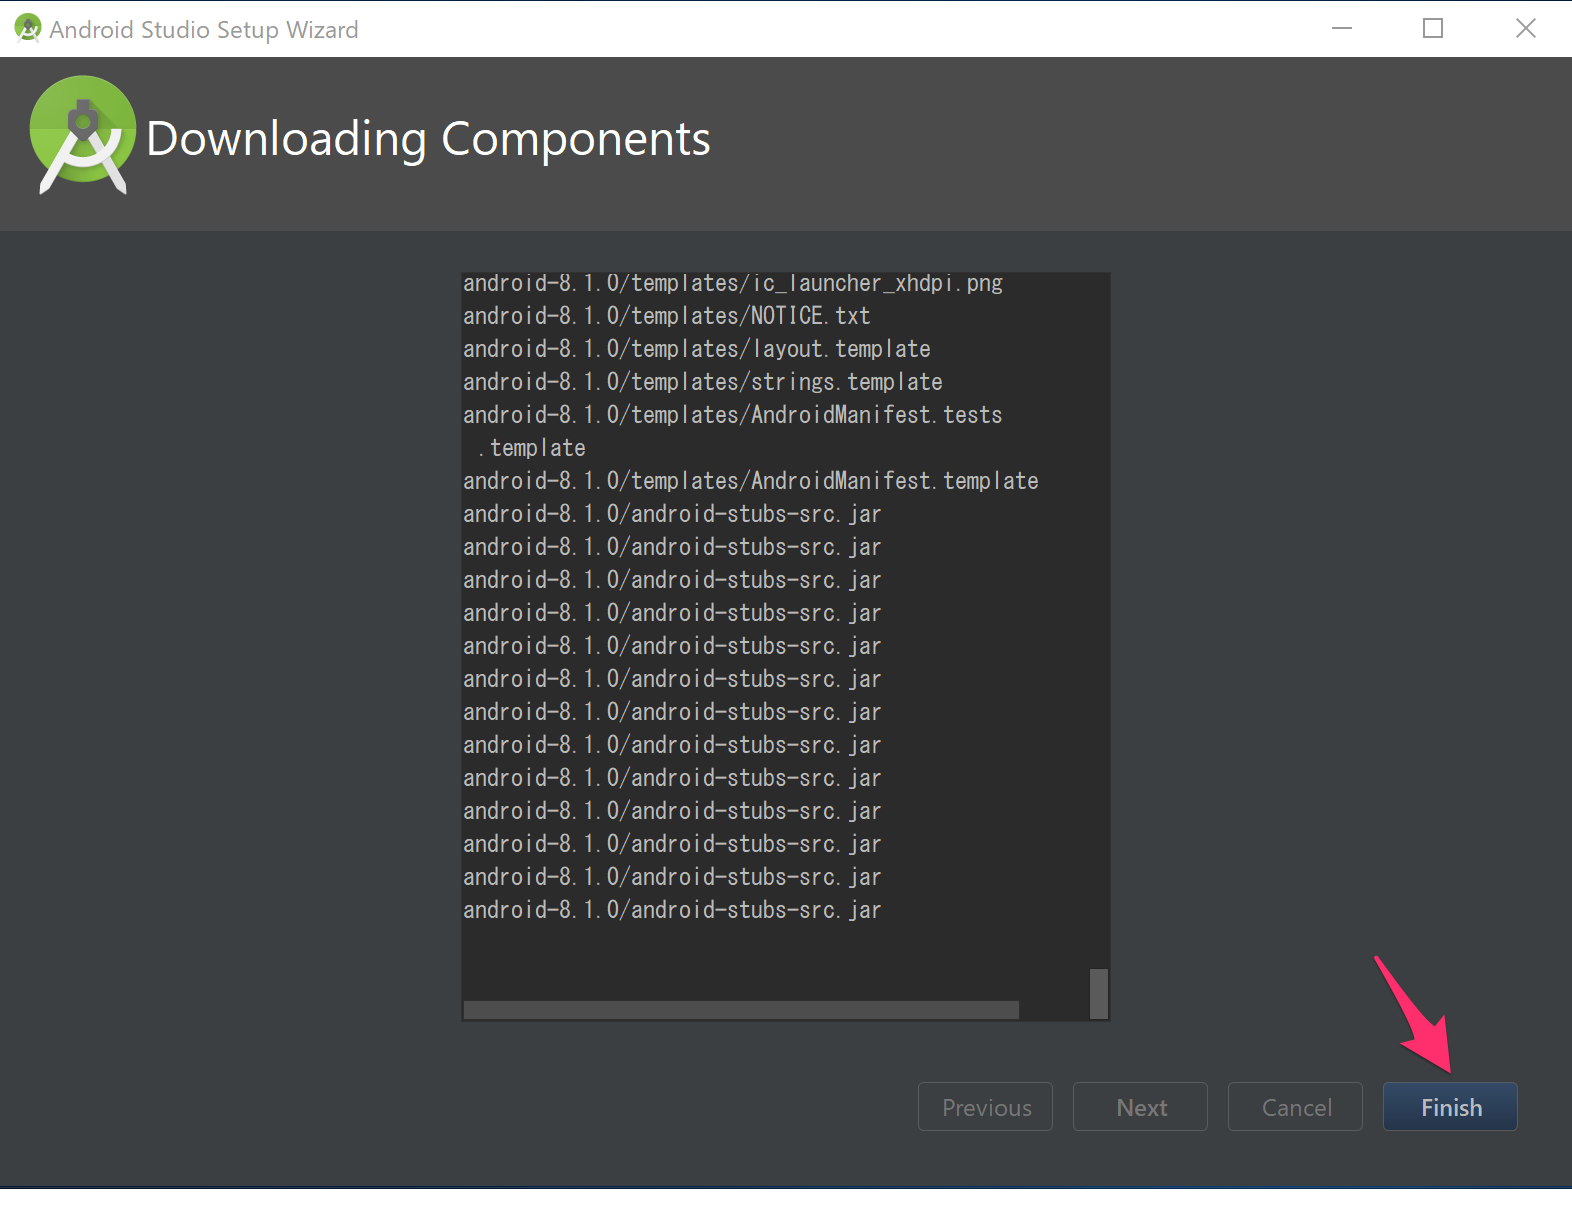 Android Studio Setup Wizard
Downloading Components
android-8.1.0/templates/ic_launcher_xhdpi.png
android-8.1.0/templates/NOTICE.txt
android-8.1.0/templates/layout.template
android-8.1.0/templates/strings.template
android-8.1.0/templates/AndroidManifest.tests
.template
android-8.1.0/templates/AndroidManifest.template
android-8.1.0/android-stubs-src.jar
android-8.1.0/android-stubs-src.jar
android-8.1.0/android-stubs-src.jar
android-8.1.0/android-stubs-src.jar
android-8.1.0/android-stubs-src.jar
android-8.1.0/android-stubs-src.jar
android-8.1.0/android-stubs-src.jar
android-8.1.0/android-stubs-src.jar
android-8.1.0/android-stubs-src.jar
android-8.1.0/android-stubs-src.jar
android-8.1.0/android-stubs-src.jar
android-8.1.0/android-stubs-src.jar
android-8.1.0/android-stubs-src.jar
Previous Next Cancel Finish